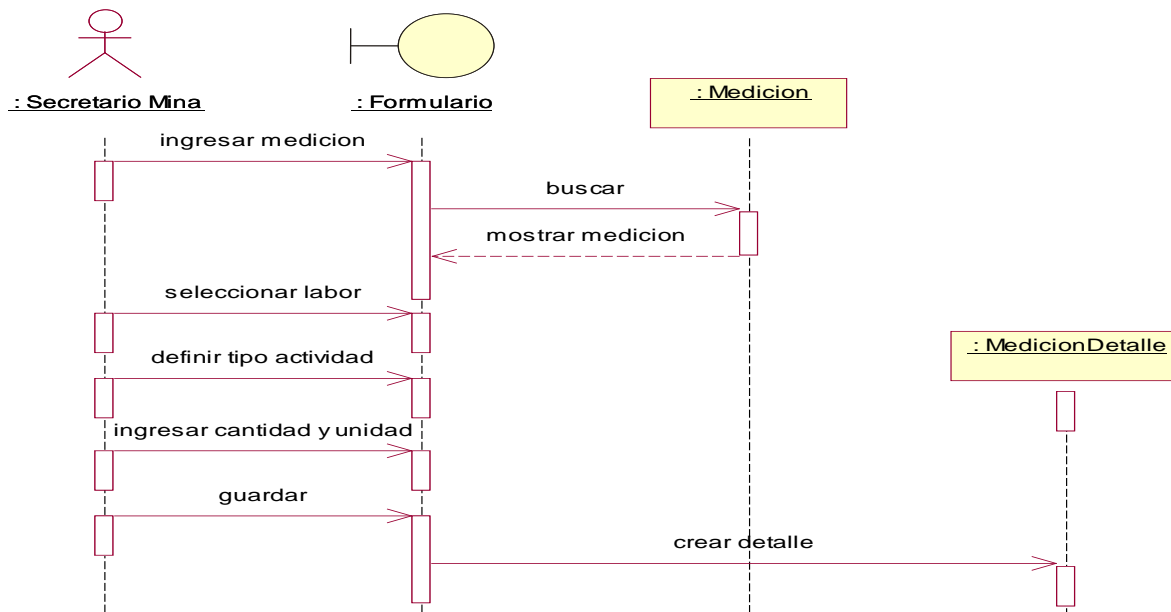 : Secretario Mina
: Formulario
: Medicion
ingresar medicion
buscar
mostrar medicion
seleccionar labor
: MedicionDetalle
definir tipo actividad
ingresar cantidad y unidad
guardar
crear detalle